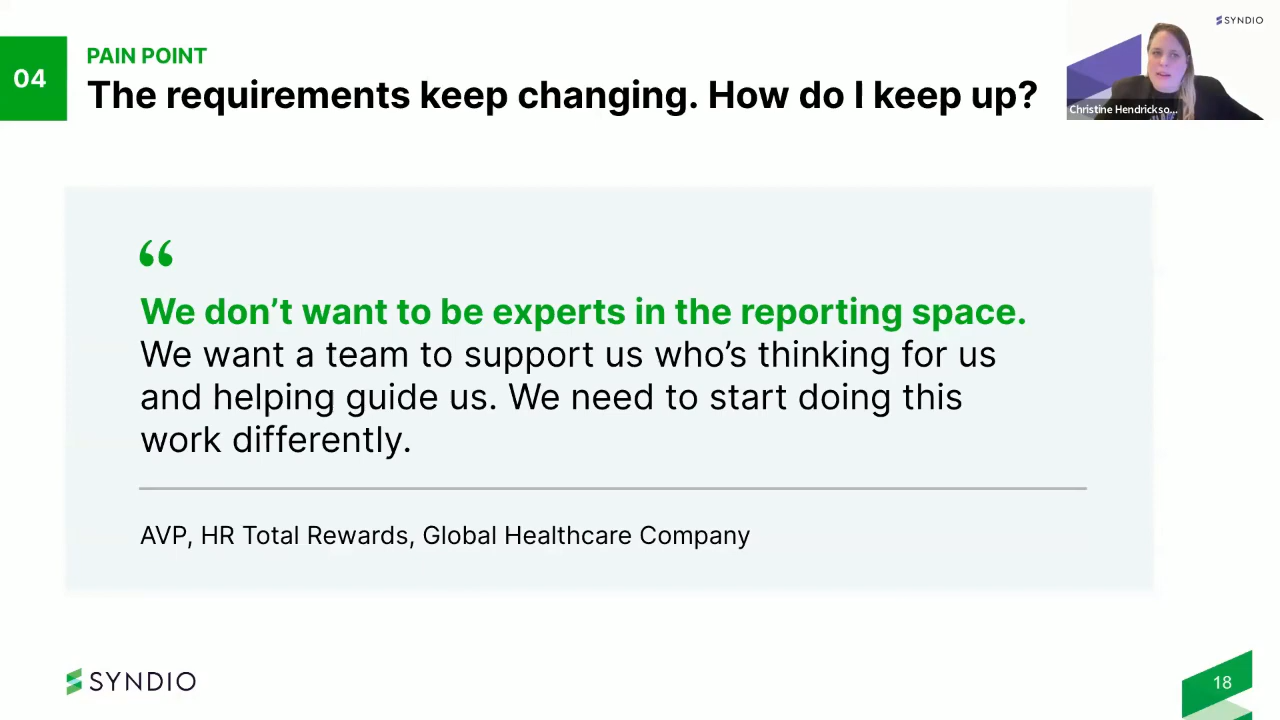 04
PAIN POINT
The requirements keep changing. How do I keep up?
SYNDIO
Christine Hendrickso...
“
We don’t want to be experts in the reporting space.
We want a team to support us who’s thinking for us
and helping guide us. We need to start doing this
work differently.
AVP, HR Total Rewards, Global Healthcare Company
SYNDIO
18